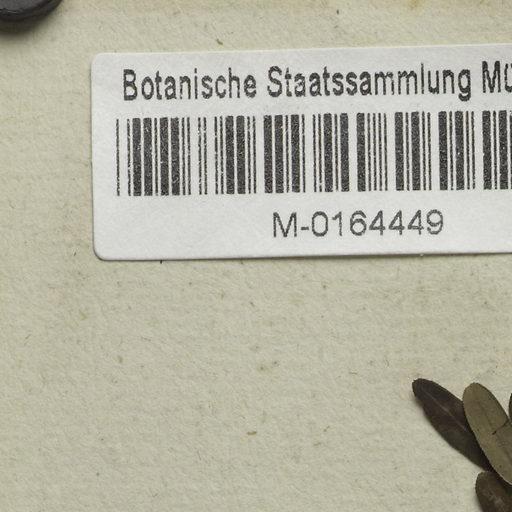 Botanische Staatssammlung Mü
M-0164449